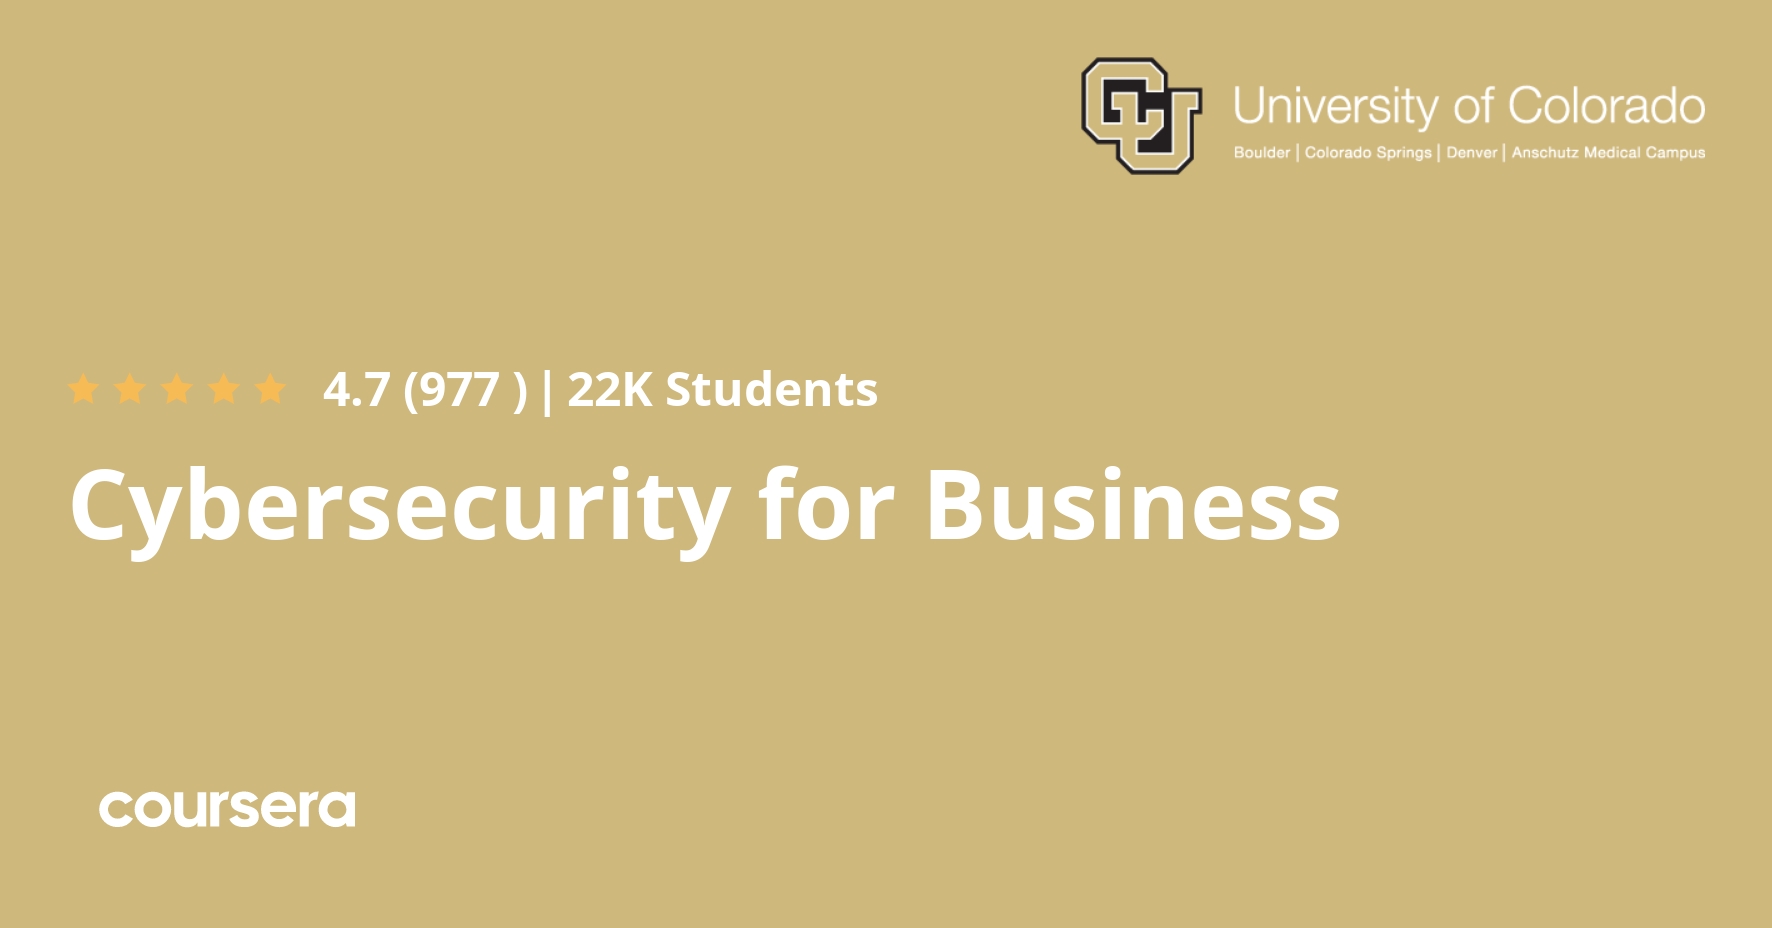 CU
University of Colorado
Boulder | Colorado Springs | Denver | Anschutz Medical Campus
4.7 (977 ) | 22K Students
Cybersecurity for Business
coursera